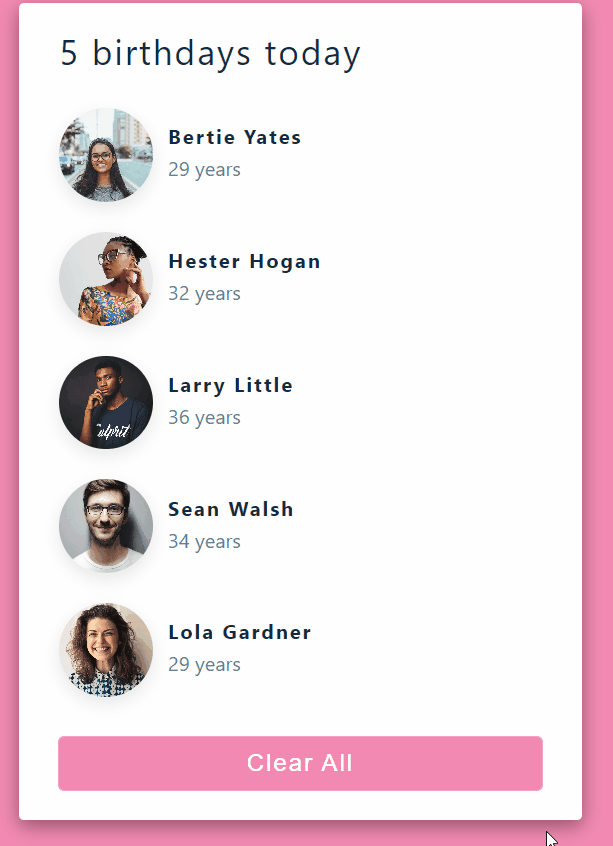 5 birthdays today
Bertie Yates
29 years
Hester Hogan
32 years
Larry Little
36 years
Sean Walsh
34 years
Lola Gardner
29 years
Clear All